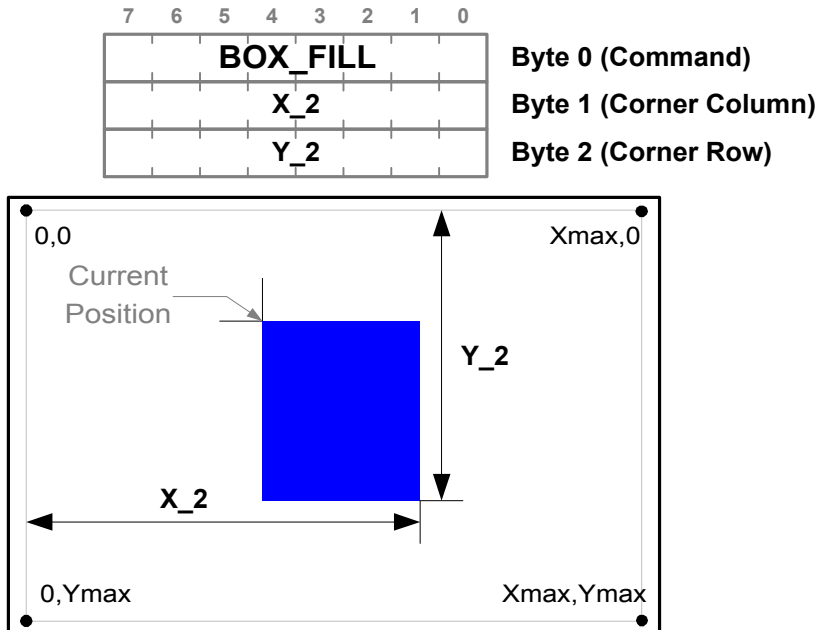 7 6 5 4 3 2 1 0
BOX_FILL Byte 0 (Command)
X_2 Byte 1 (Corner Column)
Y_2 Byte 2 (Corner Row)
0,0 Xmax,0
Current
Position
Y_2
X_2
0,Ymax Xmax,Ymax